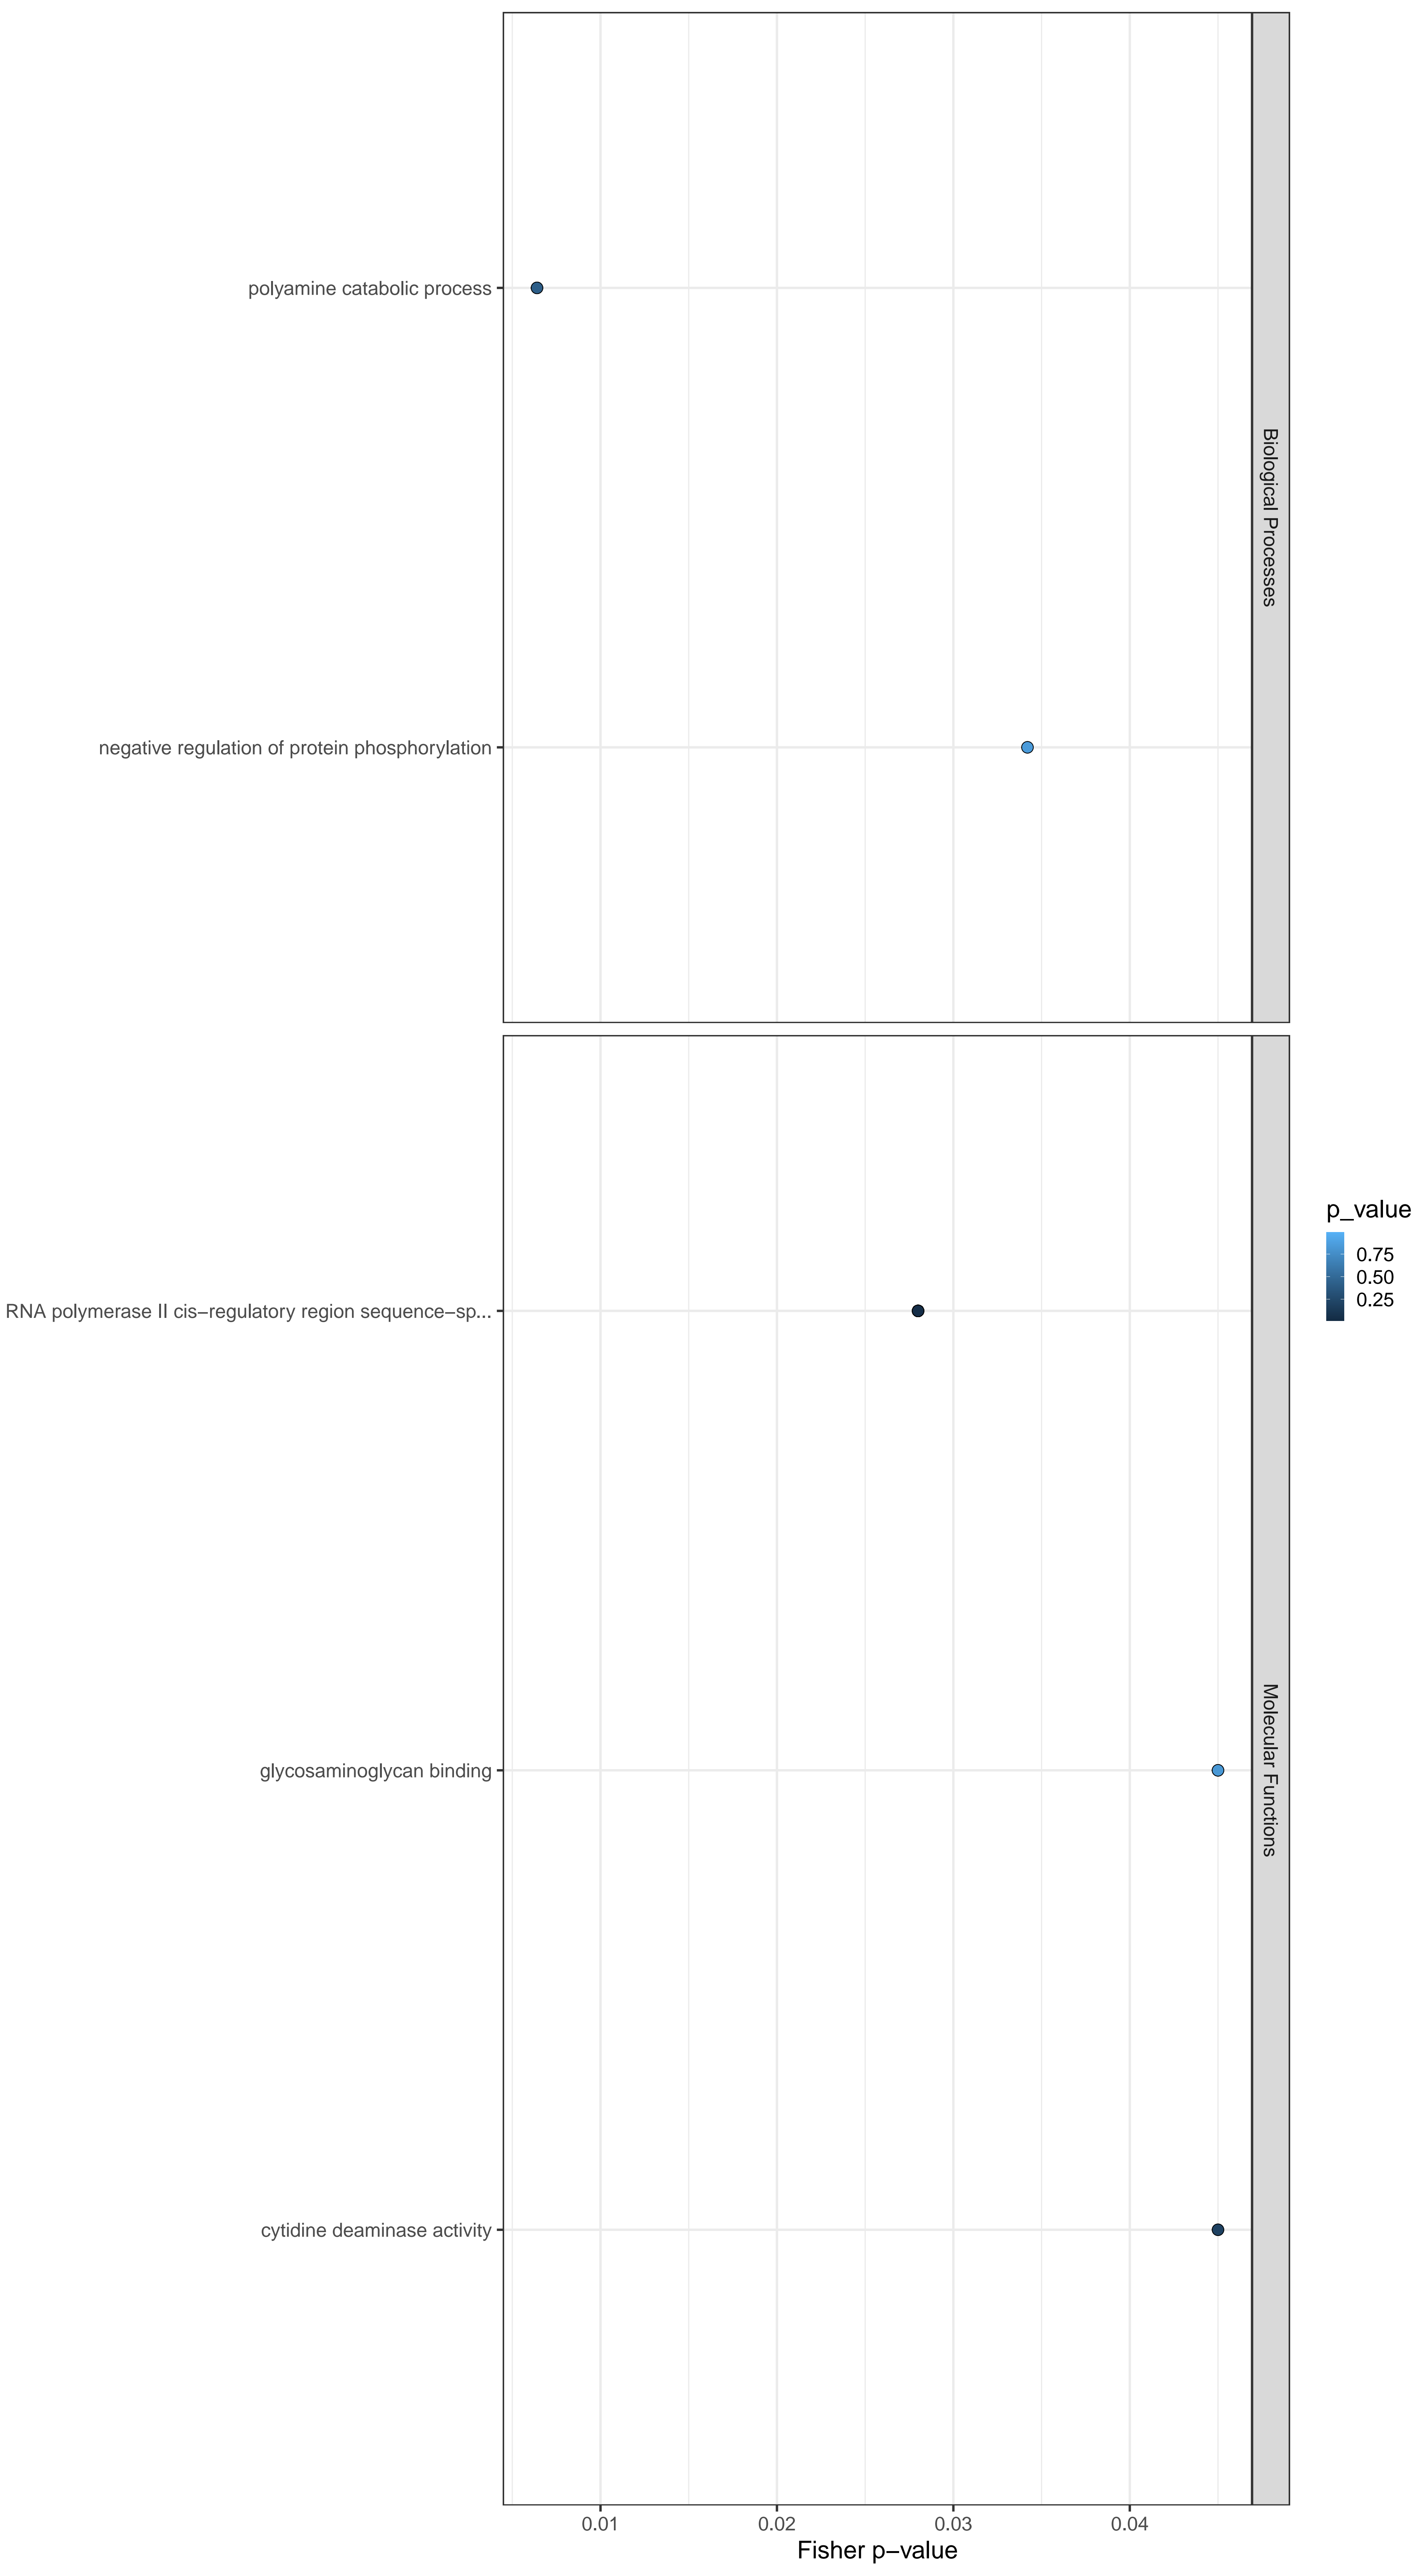 polyamine catabolic process
Biological Processes
negative regulation of protein phosphorylation
p_value
0.75
0.50
0.25
RNA polymerase II cis−regulatory region sequence−sp...
glycosaminoglycan binding
Molecular Functions
cytidine deaminase activity
0.01 0.02 0.03 0.04
Fisher p−value